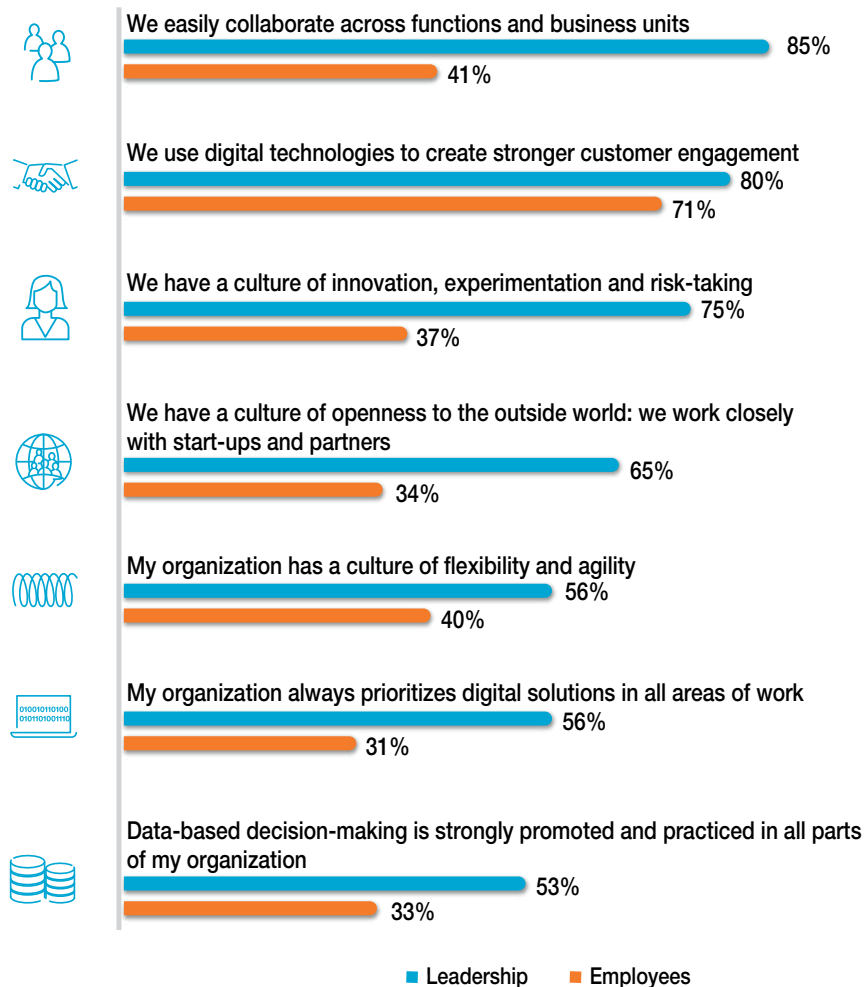 We easily collaborate across functions and business units
85%
41%
We use digital technologies to create stronger customer engagement
80%
71%
We have a culture of innovation, experimentation and risk-taking
75%
37%
We have a culture of openness to the outside world: we work closely
with start-ups and partners
65%
34%
My organization has a culture of flexibility and agility
56%
40%
My organization always prioritizes digital solutions in all areas of work
010010110100
0101101001110
56%
31%
Data-based decision-making is strongly promoted and practiced in all parts
of my organization
53%
33%
Leadership
Employees